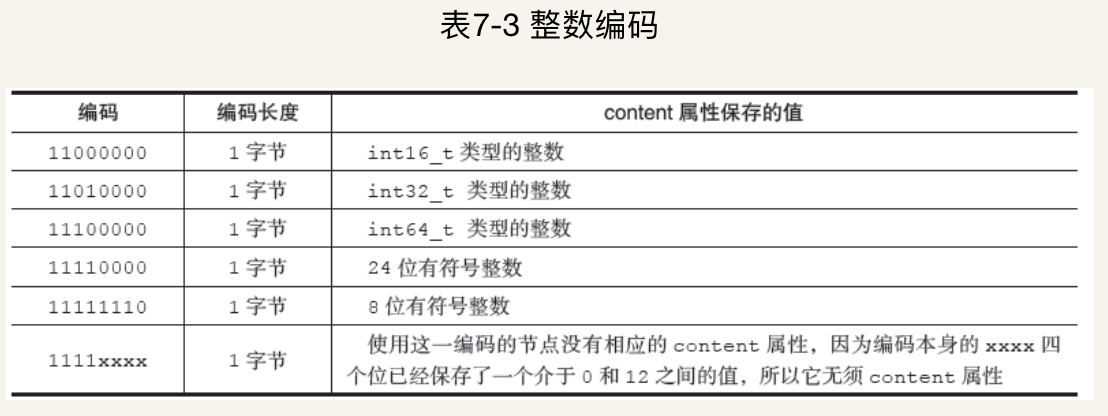 表7-3 整数编码
编码 编码长度 content 属性保存的值
11000000 1 字节 int16_t 类型的整数
11010000 1 字节 int32_t 类型的整数
11100000 1 字节 int64_t 类型的整数
11110000 1 字节 24 位有符号整数
11111110 1 字节 8 位有符号整数
1111xxxx 1 字节 使用这一编码的节点没有相应的 content 属性，因为编码本身的 xxxx 四
个位已经保存了一个介于 0 和 12 之间的值，所以它无须 content 属性